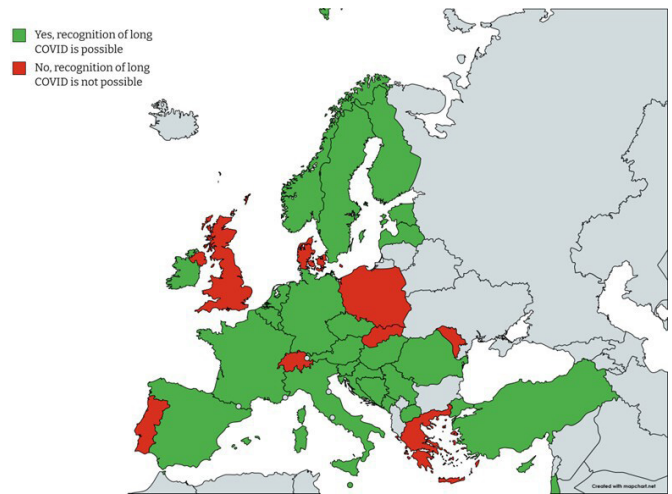 Yes, recognition of long
COVID is possible
No, recognition of long
COVID is not possible
Created with mapchart.net